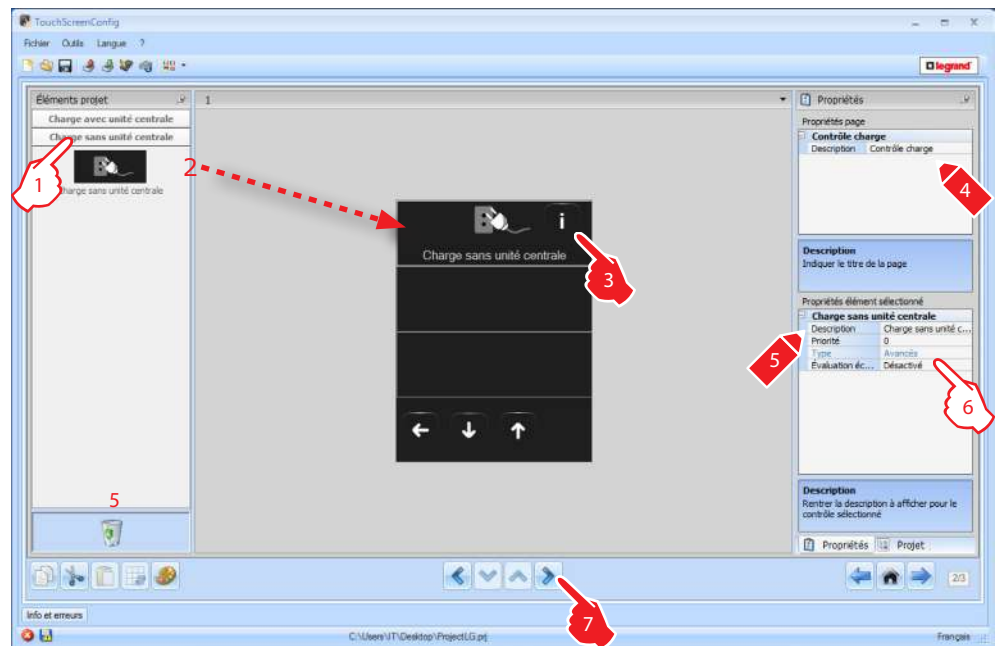 TouchScreenConfig
Fichier Outils Langue ?
legrand
Éléments projet
1
Propriétés
Charge avec unité centrale
Charge sans unité centrale
1
Charge sans unité centrale
2
i
Charge sans unité centrale
3
Propriétés page
Contrôle charge
Description Contrôle charge
4
Description
Indiquer le titre de la page
Propriétés élément sélectionné
Charge sans unité centrale
Description Charge sans unité c...
Priorité 0
Type Avancés
Évaluation éc... Désactivé
5
6
5
Description
Rentrer la description à afficher pour le
contrôle sélectionné
Propriétés Projet
2/3
7
Info et erreurs
C:\Users\IT\Desktop\ProjectLG.prj
Français